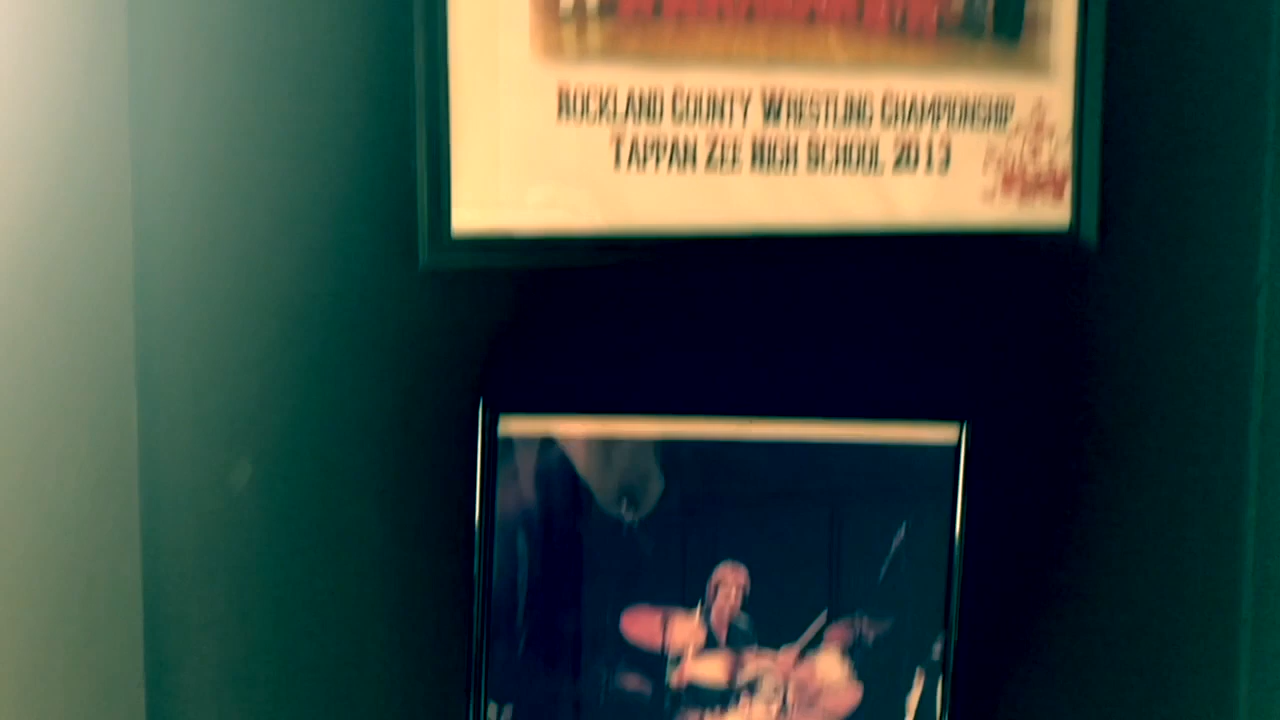 ROCKLAND COUNTY WRESTLING CHAMPIONSHIP
TAPPAN ZEE HIGH SCHOOL 2013